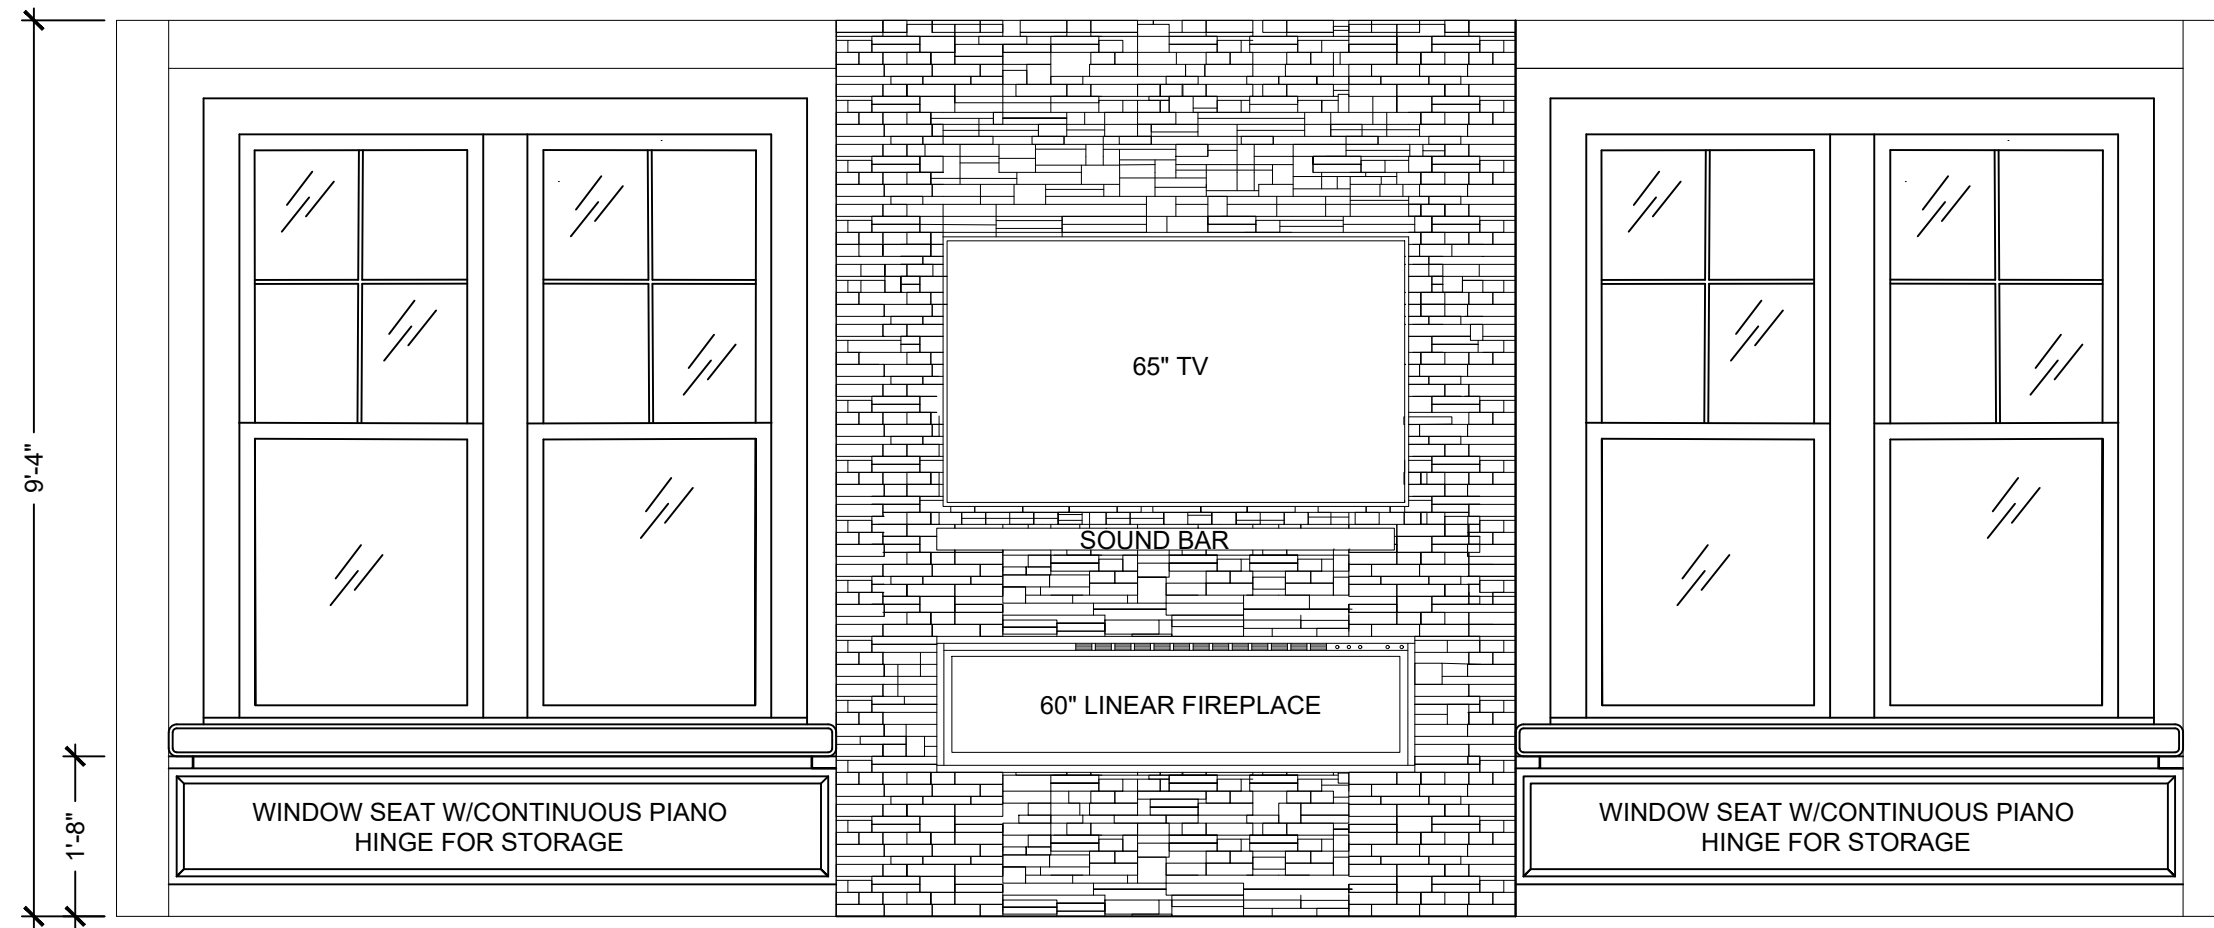 9'-4"
65" TV
SOUND BAR
60" LINEAR FIREPLACE
1'-8"
WINDOW SEAT W/CONTINUOUS PIANO
HINGE FOR STORAGE
WINDOW SEAT W/CONTINUOUS PIANO
HINGE FOR STORAGE